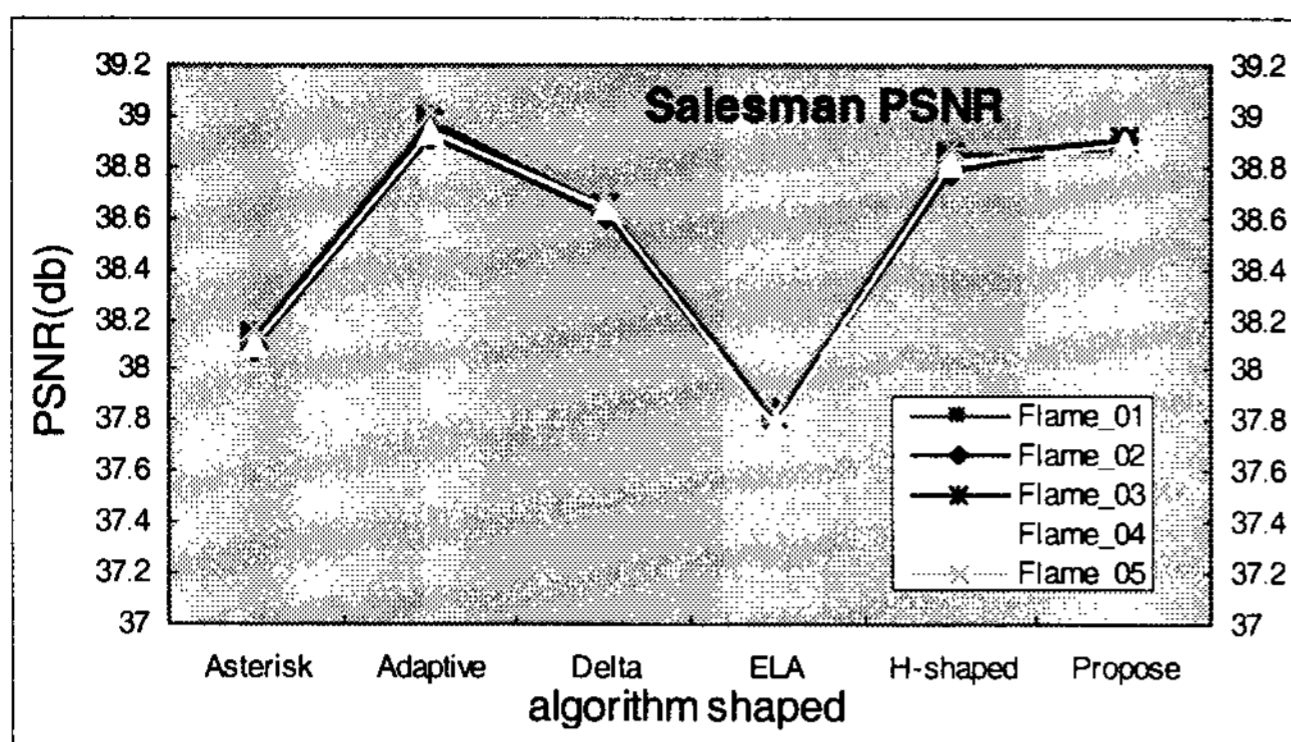 Salesman PSNR
PSNR(db)
39.2
39
38.8
38.6
38.4
38.2
38
37.8
37.6
37.4
37.2
37
39.2
39
38.8
38.6
38.4
38.2
38
37.8
37.6
37.4
37.2
37
Flame_01
Flame_02
Flame_03
Flame_04
Flame_05
Asterisk Adaptive Delta ELA H-shaped Propose
algorithm shaped